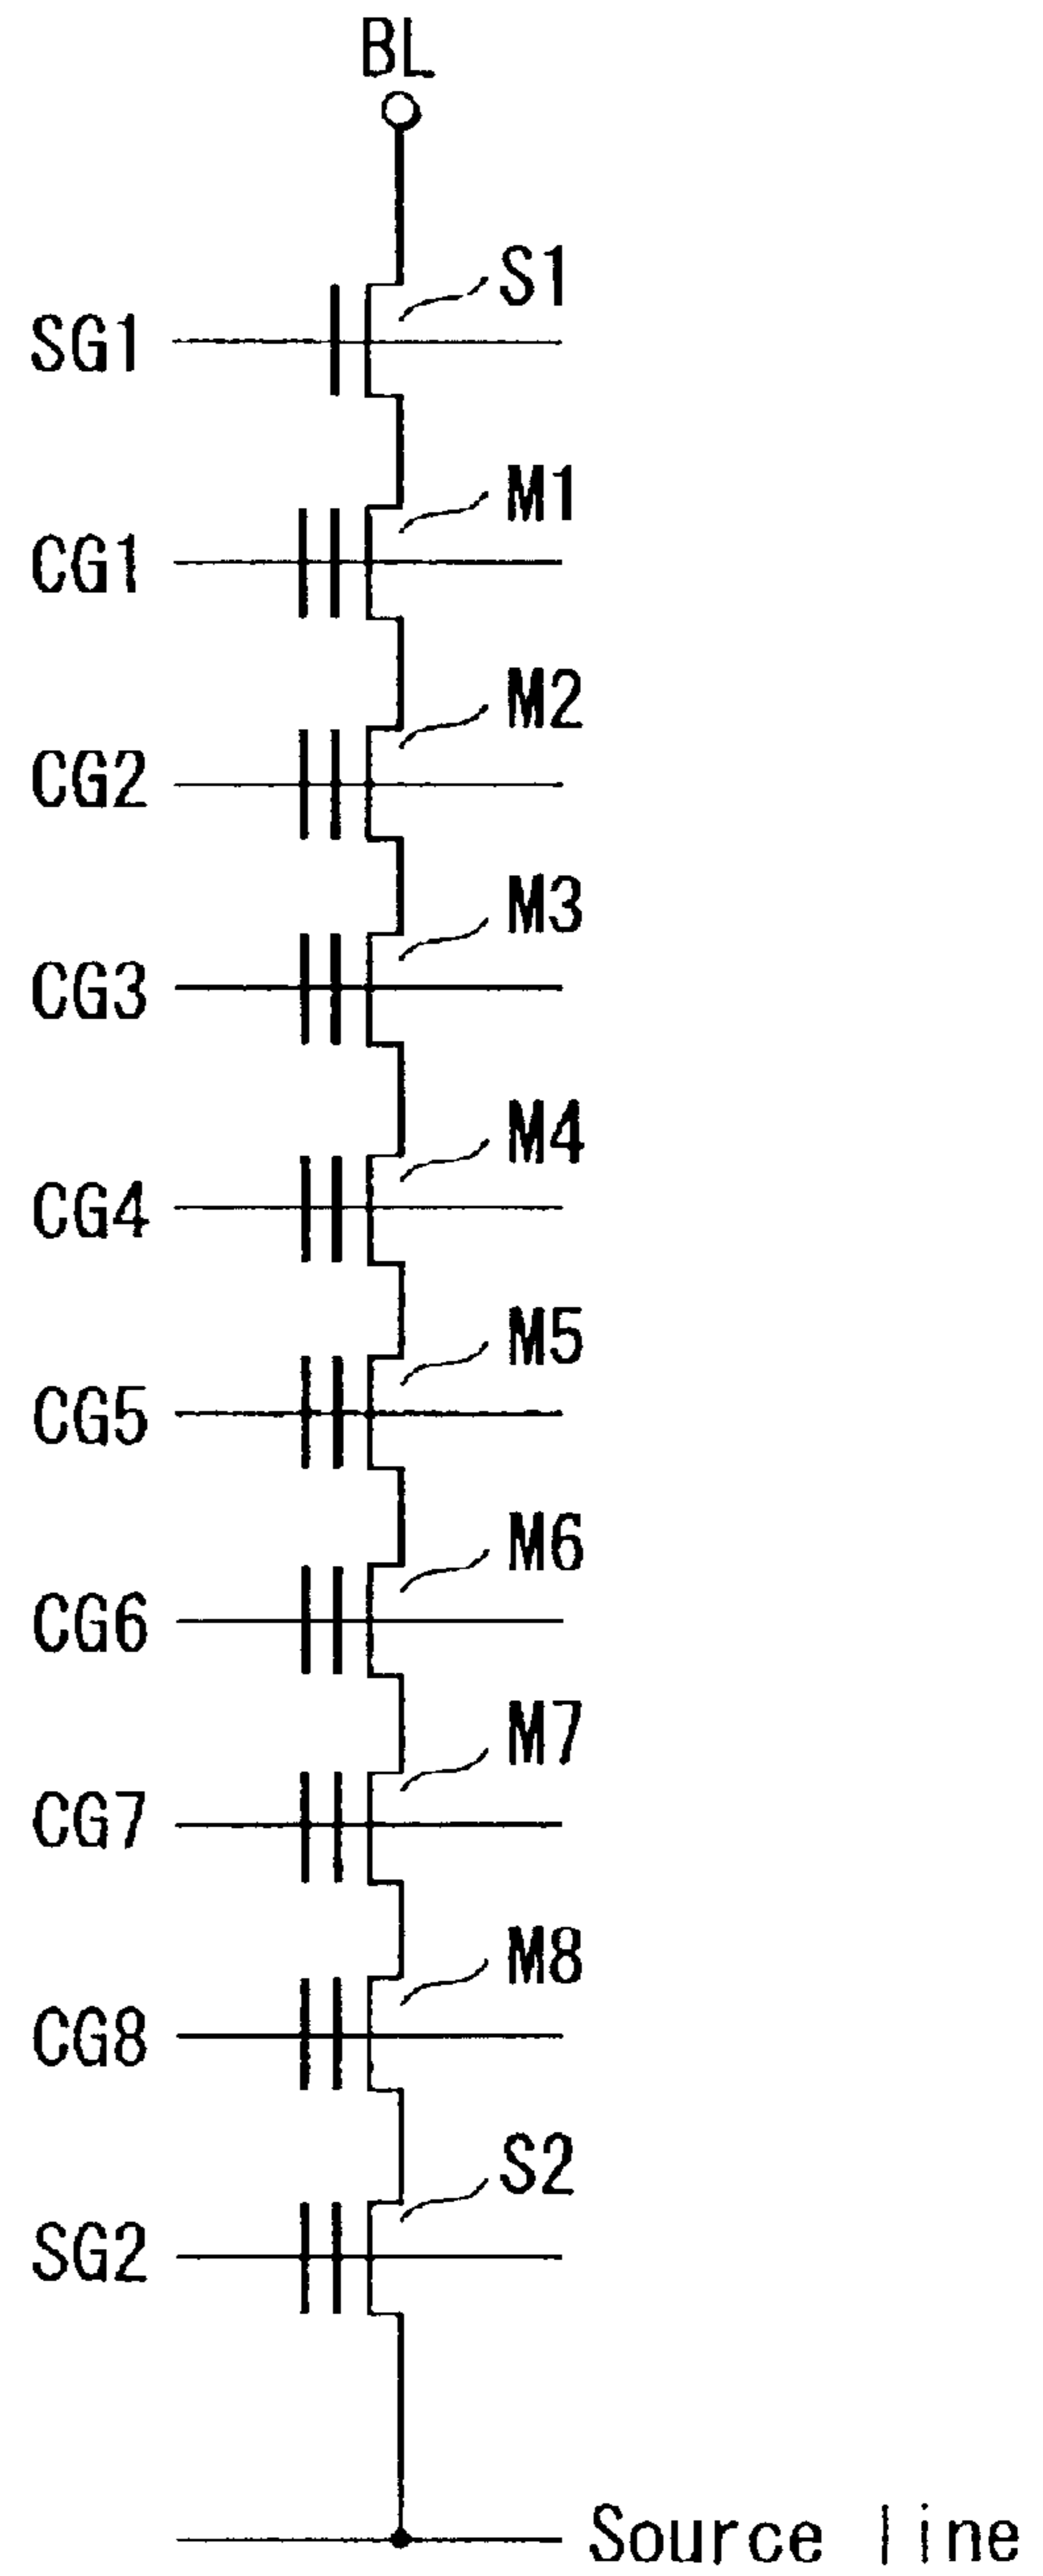 BL
S1
SG1
M1
CG1
M2
CG2
M3
CG3
M4
CG4
M5
CG5
M6
CG6
M7
CG7
M8
CG8
S2
SG2
Source line